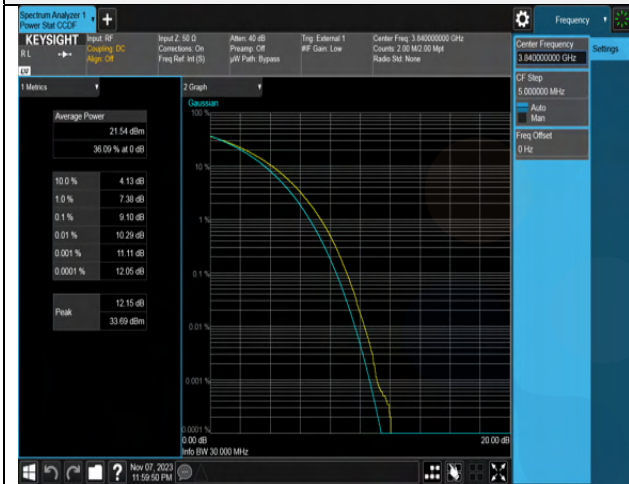 Spectrum Analyzer 1
Power Stat CCDF
Frequency
KEYSIGHT
RL
Input: RF
Coupling: DC
Align: Off
Input Z: 50 Ω
Corrections: On
Freq Ref: Int (S)
Atten: 40 dB
Preamp: Off
µW Path: Bypass
Trig: External 1
#IF Gain: Low
Center Freq: 3.840000000 GHz
Counts: 2.00 M/2.00 Mpt
Radio Std: None
Center Frequency
3.840000000 GHz
Settings
CF Step
5.000000 MHz
Auto
Man
Freq Offset
0 Hz
1 Metrics
2 Graph
Average Power
21.54 dBm
36.09 % at 0 dB
10.0 % 4.13 dB
1.0 % 7.38 dB
0.1 % 9.10 dB
0.01 % 10.29 dB
0.001 % 11.11 dB
0.0001 % 12.05 dB
Peak
12.15 dB
33.69 dBm
Gaussian
100 %
10 %
1 %
0.1 %
0.01 %
0.001 %
0.0001 %
0.00 dB
20.00 dB
Info BW 30.000 MHz
Nov 07, 2023
11:59:50 PM